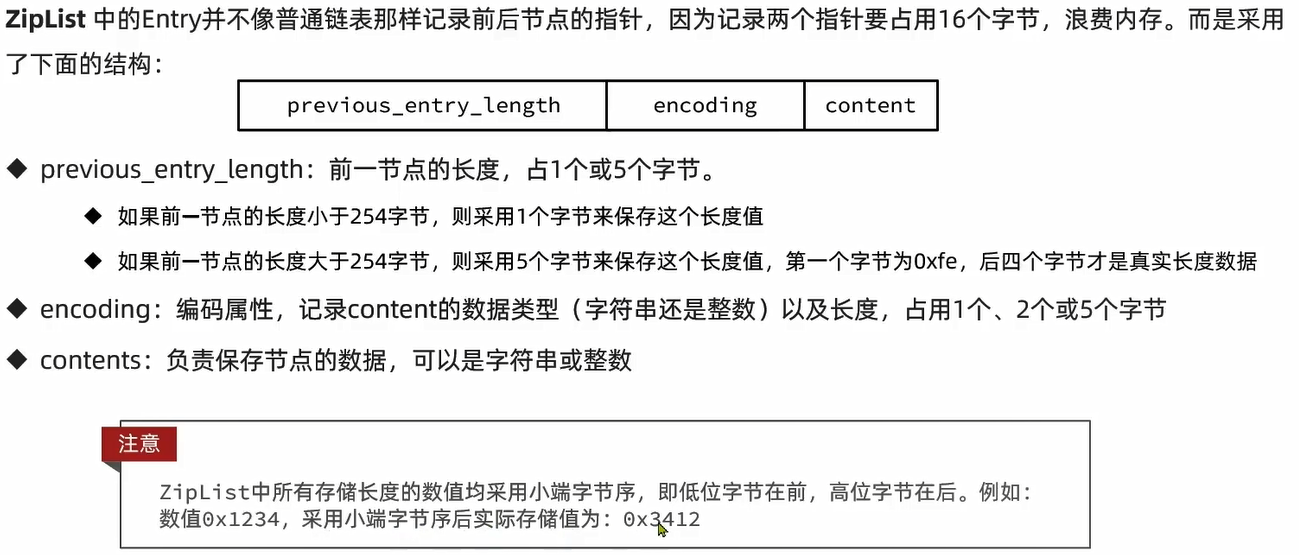 ZipList 中的Entry并不像普通链表那样记录前后节点的指针，因为记录两个指针要占用16个字节，浪费内存。而是采用
了下面的结构：
previous_entry_length encoding content
◆ previous_entry_length：前一节点的长度，占1个或5个字节。
◆ 如果前一节点的长度小于254字节，则采用1个字节来保存这个长度值
◆ 如果前一节点的长度大于254字节，则采用5个字节来保存这个长度值，第一个字节为0xfe，后四个字节才是真实长度数据
◆ encoding：编码属性，记录content的数据类型（字符串还是整数）以及长度，占用1个、2个或5个字节
◆ contents：负责保存节点的数据，可以是字符串或整数
注意
ZipList中所有存储长度的数值均采用小端字节序，即低位字节在前，高位字节在后。例如：
数值0x1234，采用小端字节序后实际存储值为：0x3412